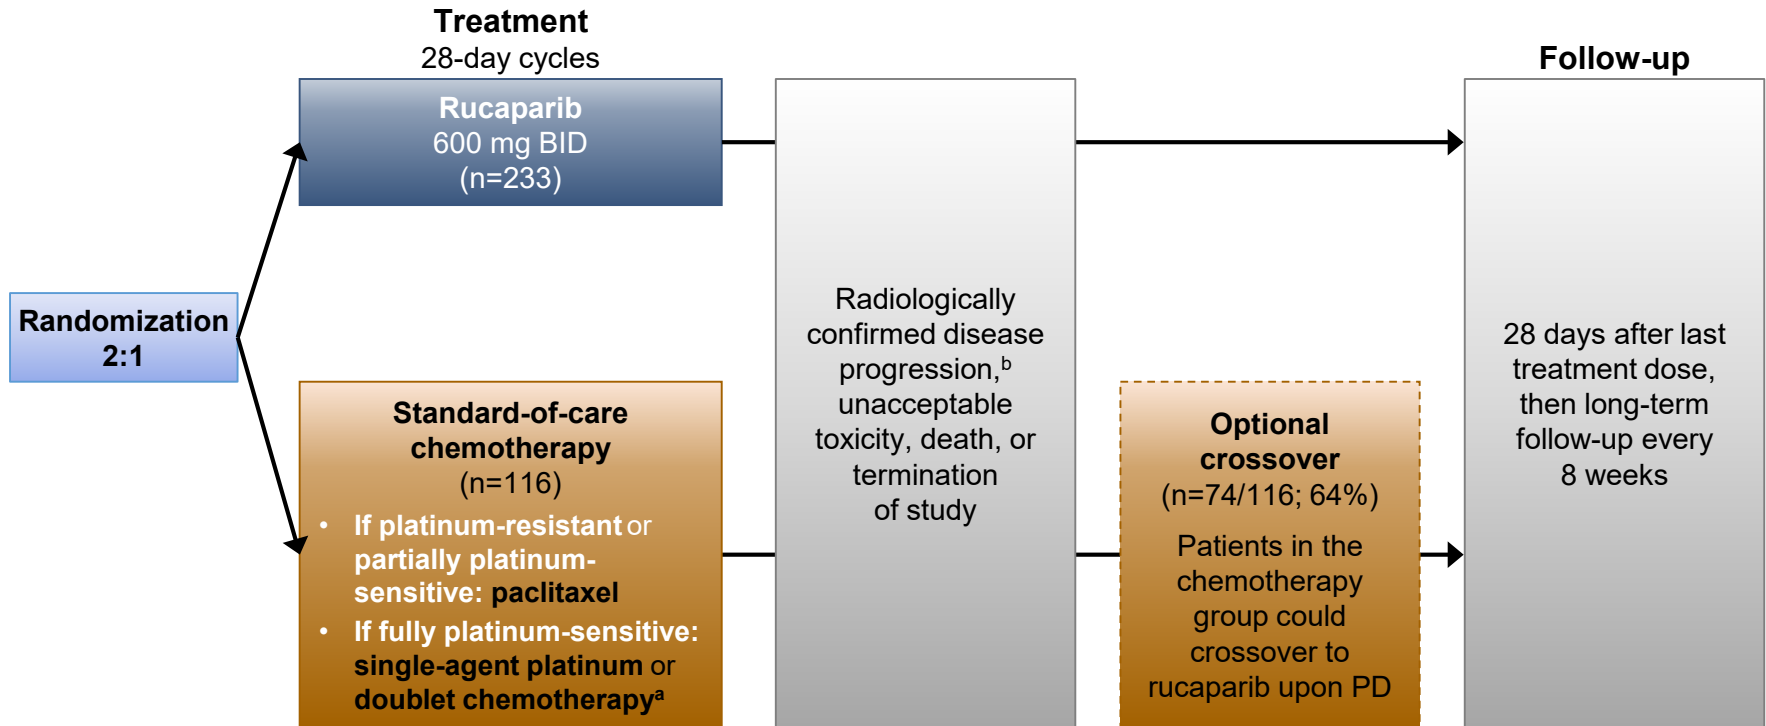 Treatment
28-day cycles
Follow-up
Rucaparib
600 mg BID
(n=233)
Randomization
2:1
Standard-of-care
chemotherapy
(n=116)
• If platinum-resistant or
partially platinum-
sensitive: paclitaxel
• If fully platinum-sensitive:
single-agent platinum or
doublet chemotherapyᵃ
Radiologically
confirmed disease
progression,ᵇ
unacceptable
toxicity, death, or
termination
of study
Optional
crossover
(n=74/116; 64%)
Patients in the
chemotherapy
group could
crossover to
rucaparib upon PD
28 days after last
treatment dose,
then long-term
follow-up every
8 weeks